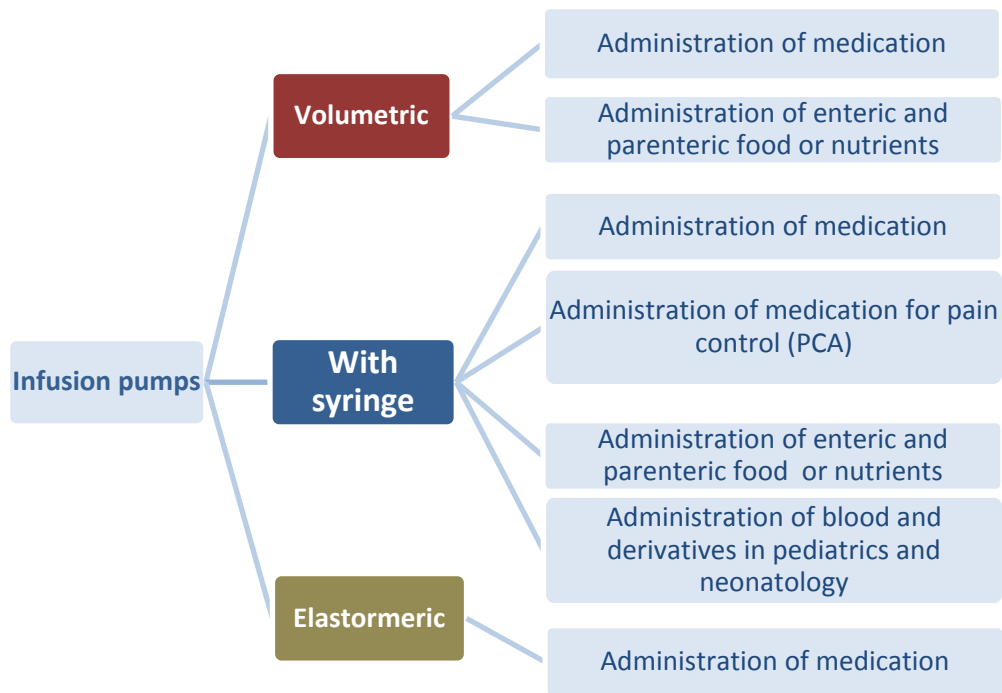 Infusion pumps
Volumetric
Administration of medication
Administration of enteric and
parenteric food or nutrients
With
syringe
Administration of medication
Administration of medication for pain
control (PCA)
Administration of enteric and
parenteric food  or nutrients
Administration of blood and
derivatives in pediatrics and
neonatology
Elastormeric
Administration of medication